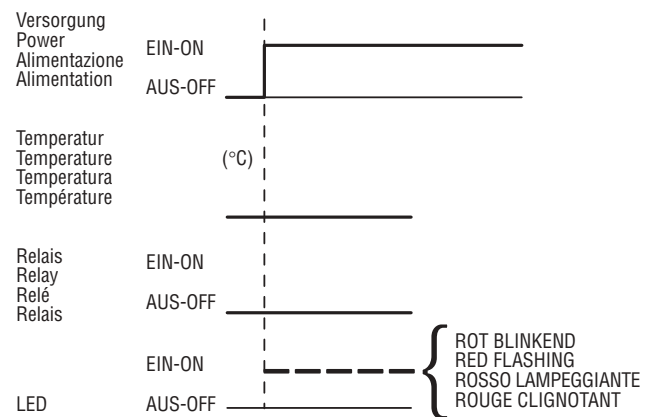 Versorgung
Power
Alimentazione
Alimentation
EIN-ON
AUS-OFF
Temperatur
Temperature
Temperatura
Température
(°C)
Relais
Relay
Relé
Relais
EIN-ON
AUS-OFF
EIN-ON
LED
AUS-OFF
ROT BLINKEND
RED FLASHING
ROSSO LAMPEGGIANTE
ROUGE CLIGNOTANT